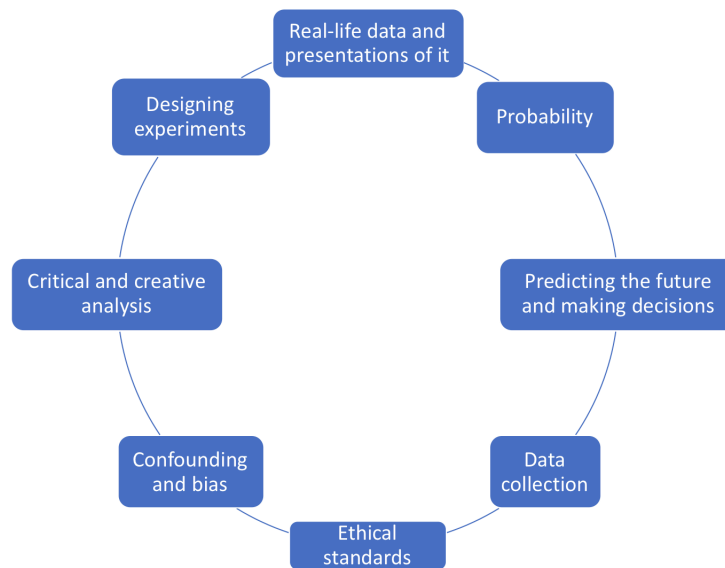 Real-life data and
presentations of it
Probability
Predicting the future
and making decisions
Data
collection
Ethical
standards
Confounding
and bias
Critical and creative
analysis
Designing
experiments